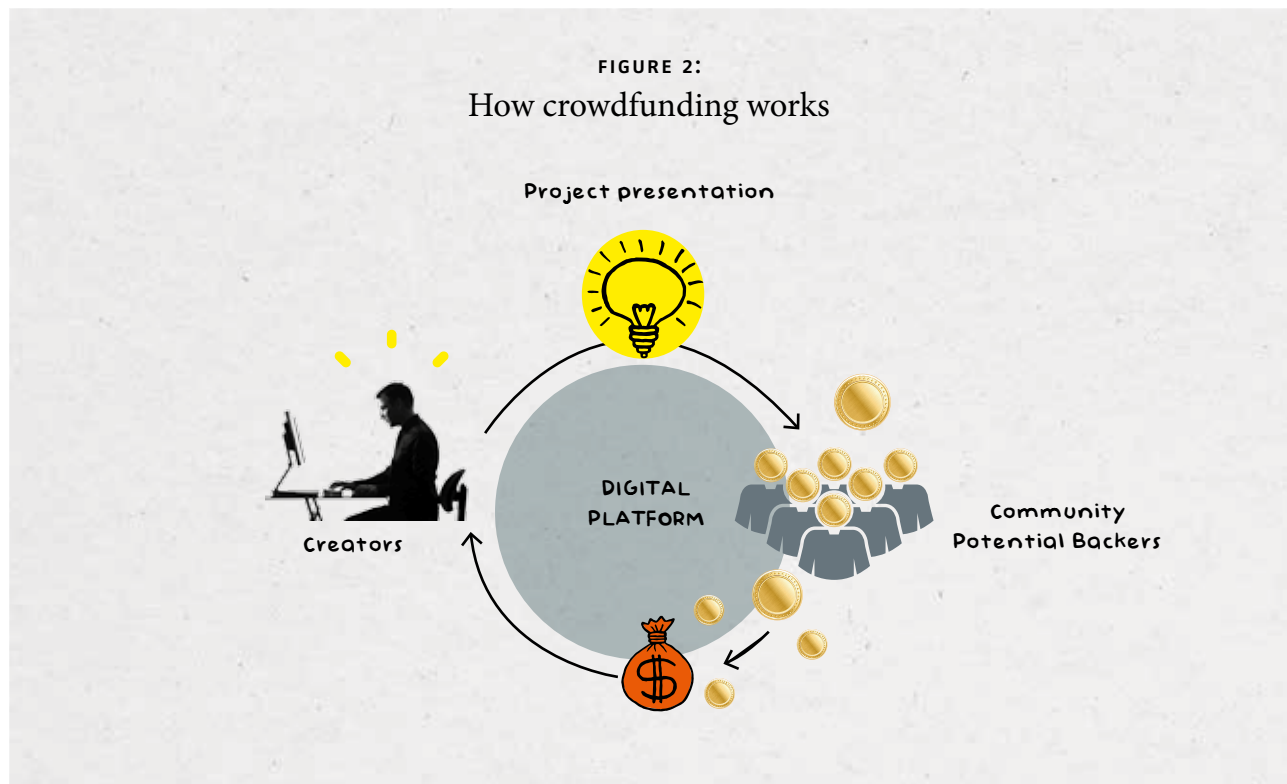 FIGURE 2:
How crowdfunding works
Project presentation
DIGITAL
PLATFORM
Creators
Community
Potential Backers
$